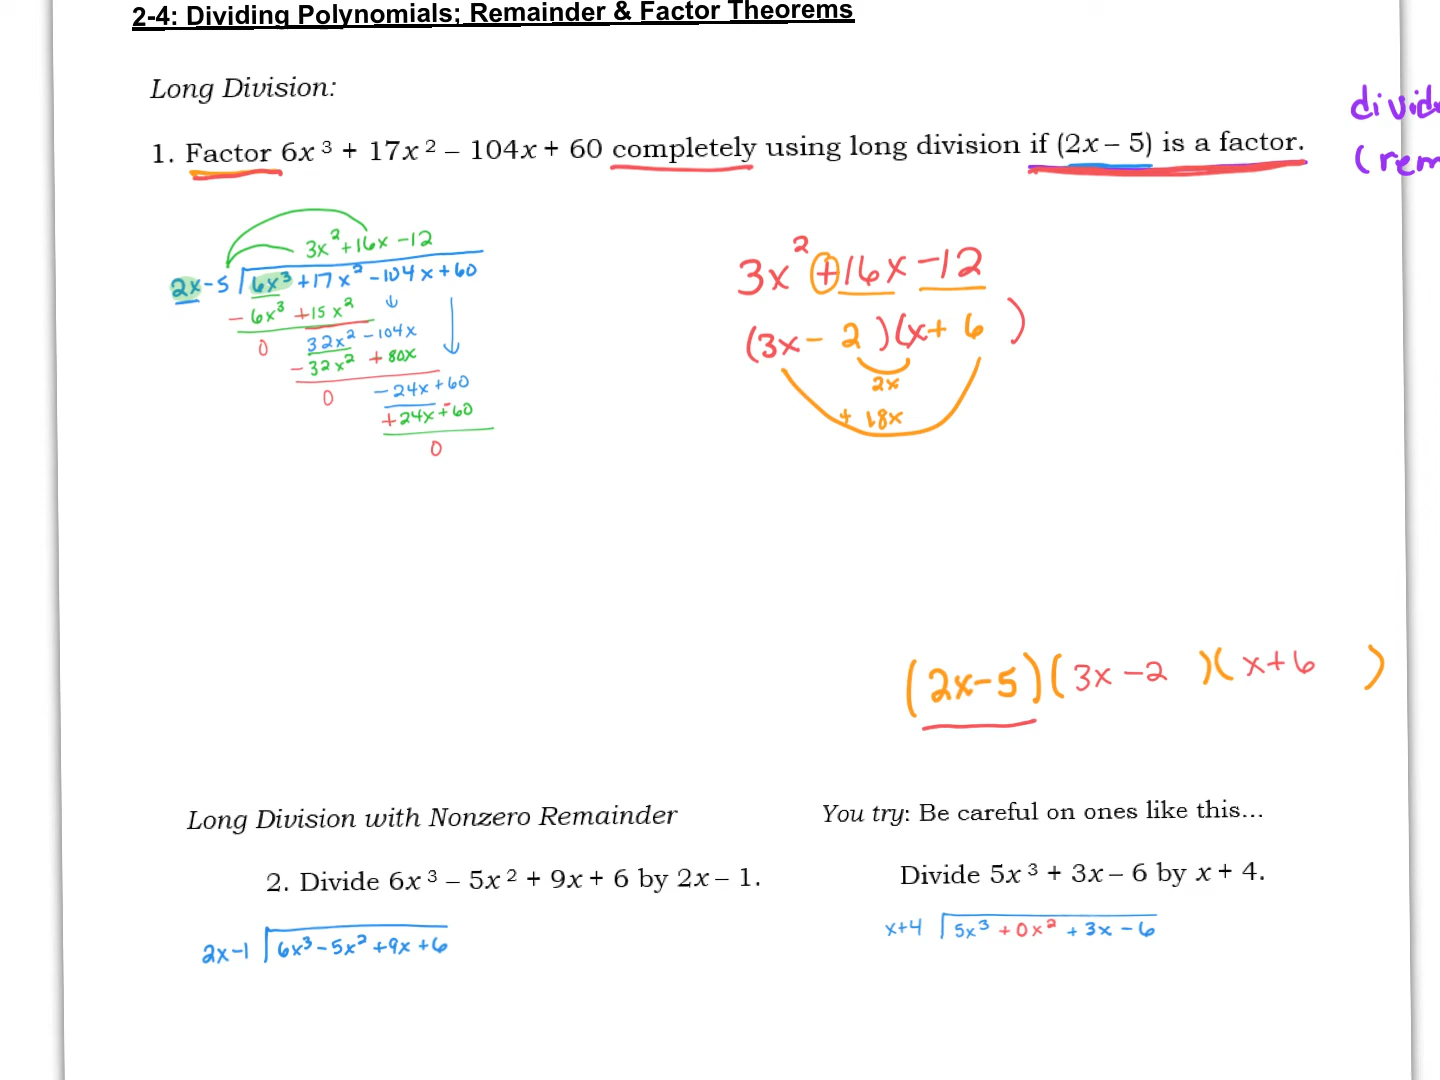 2-4: Dividing Polynomials; Remainder & Factor Theorems
Long Division:
divid
1. Factor 6x³ + 17x² – 104x + 60 completely using long division if (2x – 5) is a factor.
(rem
3x² + 16x - 12
2x - 5 6x³ + 17x² - 104x + 60
- 6x³ + 15x²
0 32x² - 104x
- 32x² + 80x
0 - 24x + 60
+ 24x + - 60
0
3x² + 16x - 12
(3x - 2)(x + 6)
2x
+ 18x
(2x - 5)(3x - 2)(x + 6)
Long Division with Nonzero Remainder
2. Divide 6x³ – 5x² + 9x + 6 by 2x – 1.
2x - 1 6x³ - 5x² + 9x + 6
You try: Be careful on ones like this...
Divide 5x³ + 3x – 6 by x + 4.
x + 4 5x³ + 0x² + 3x - 6